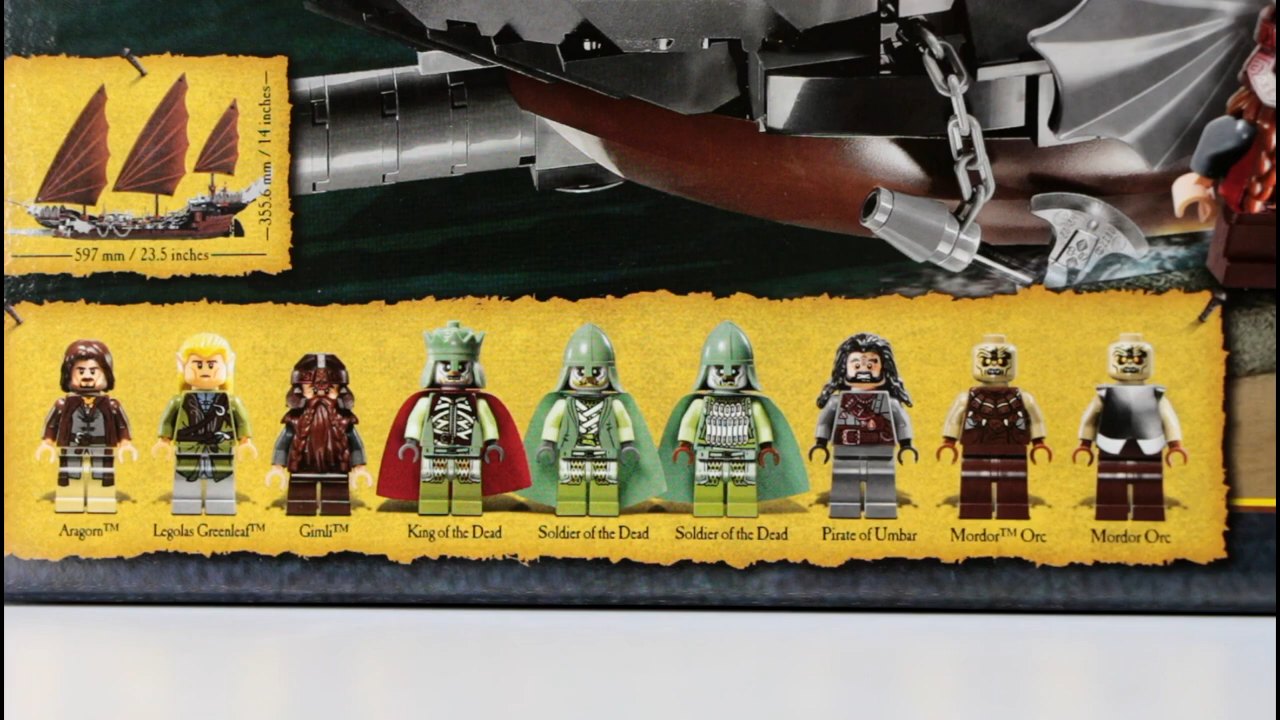 355.6 mm / 14 inches
597 mm / 23.5 inches
Aragorn™ Legolas Greenleaf™ Gimli™ King of the Dead Soldier of the Dead Soldier of the Dead Pirate of Umbar Mordor™ Orc Mordor Orc